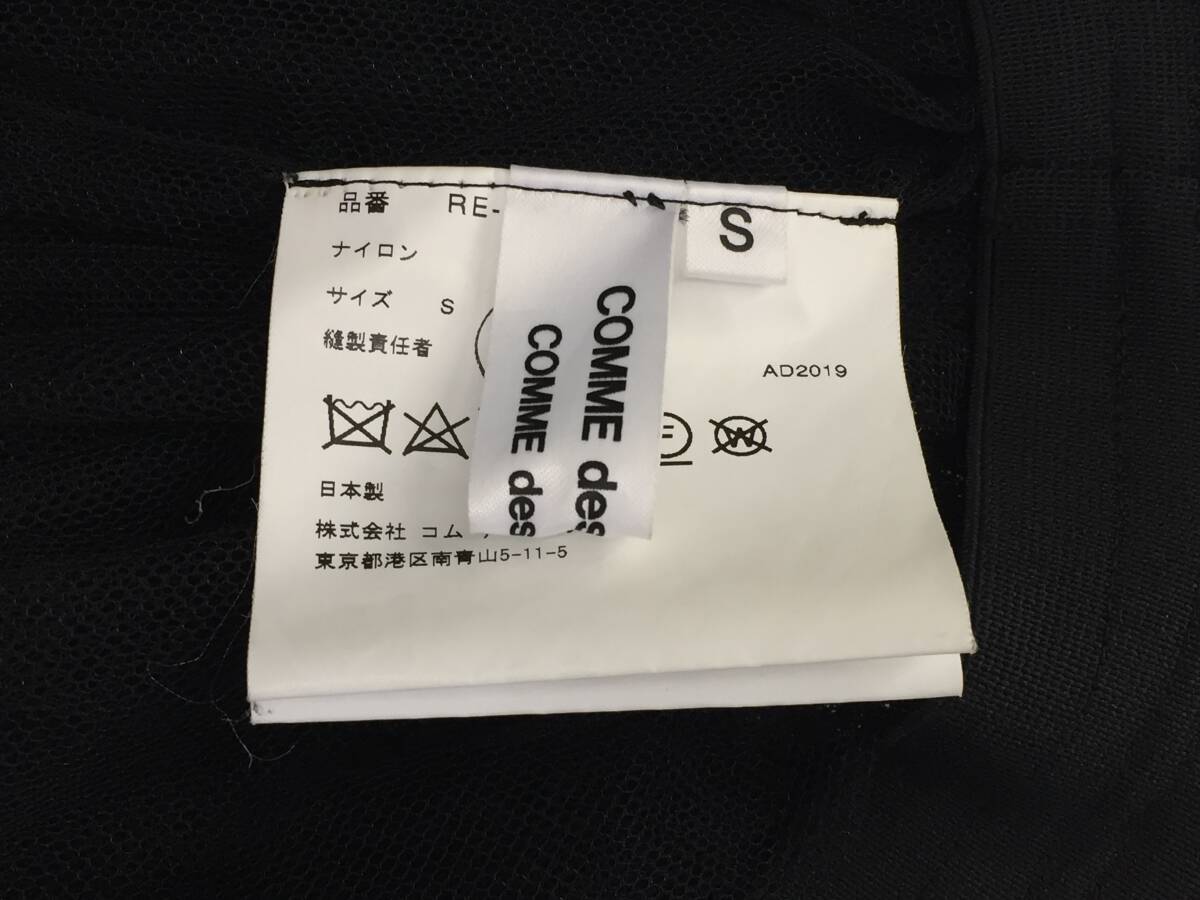 品番 RE-
ナイロン
サイズ S
縫製責任者
AD2019
日本製
株式会社 コム
東京都港区南青山5-11-5
COMME des
COMME des
S